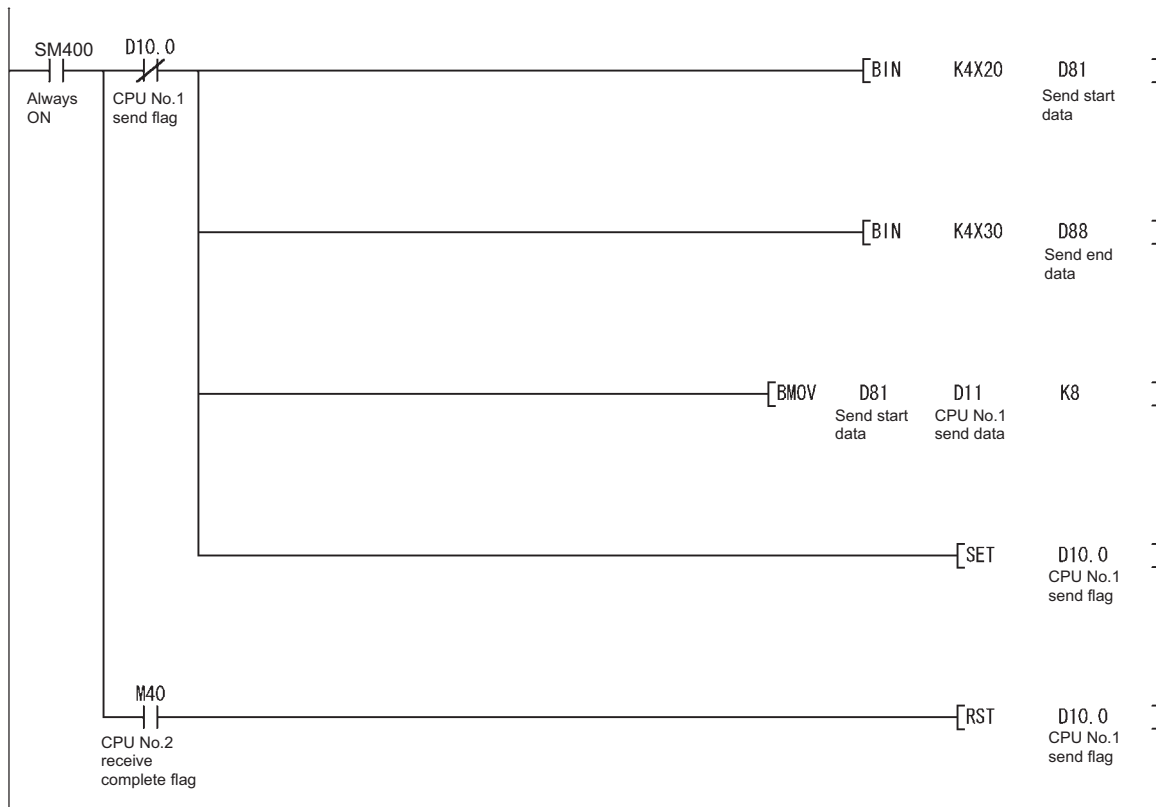 SM400 D10. 0
[BIN K4X20 D81 ]
Always
ON
CPU No.1
send flag
Send start
data
[BIN K4X30 D88 ]
Send end
data
[BMOV D81 D11 K8 ]
Send start
data
CPU No.1
send data
[SET D10. 0 ]
CPU No.1
send flag
M40
[RST D10. 0 ]
CPU No.2
receive
complete flag
CPU No.1
send flag